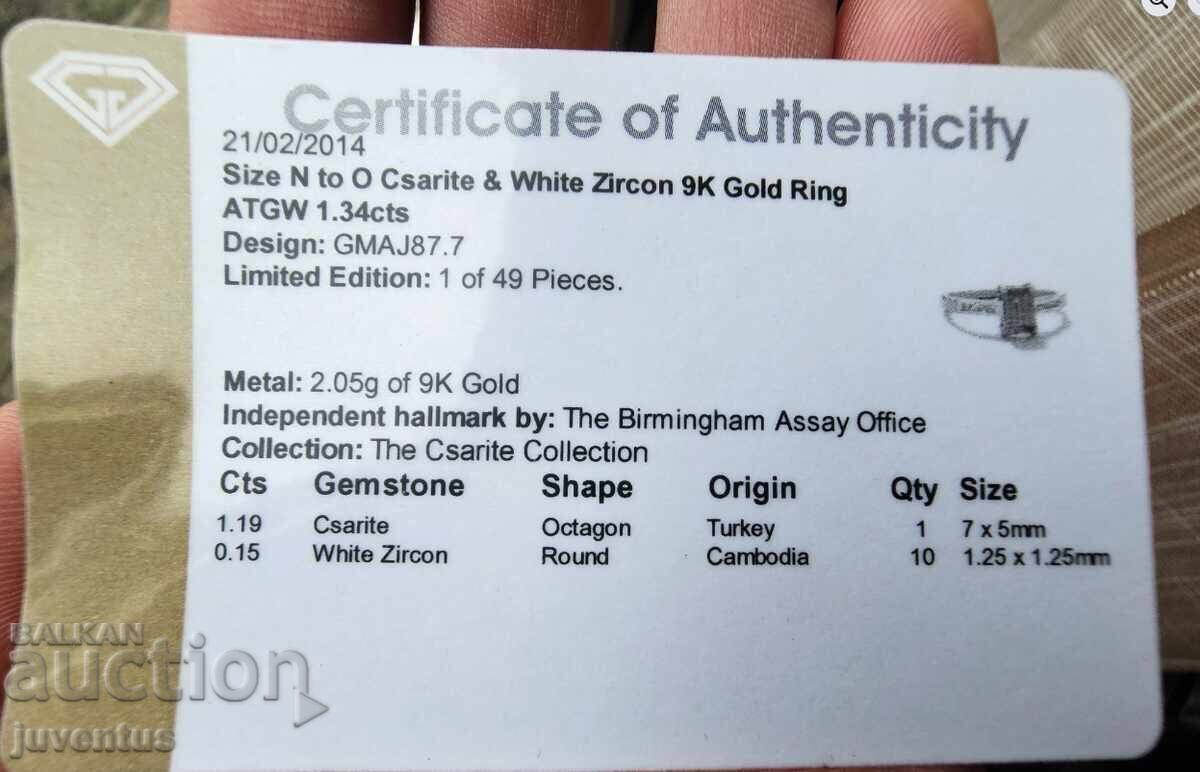 Certificate of Authenticity
21/02/2014
Size N to O Csarite & White Zircon 9K Gold Ring
ATGW 1.34cts
Design: GMAJ87.7
Limited Edition: 1 of 49 Pieces.
Metal: 2.05g of 9K Gold
Independent hallmark by: The Birmingham Assay Office
Collection: The Csarite Collection
Cts Gemstone Shape Origin Qty Size
1.19 Csarite Octagon Turkey 1 7 x 5mm
0.15 White Zircon Round Cambodia 10 1.25 x 1.25mm
BALKAN
auction
juventus